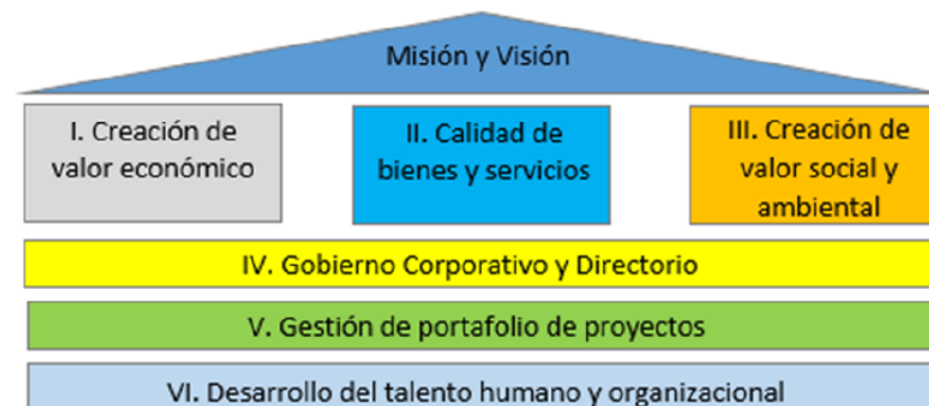 Misión y Visión
I. Creación de
valor económico
II. Calidad de
bienes y servicios
III. Creación de
valor social y
ambiental
IV. Gobierno Corporativo y Directorio
V. Gestión de portafolio de proyectos
VI. Desarrollo del talento humano y organizacional